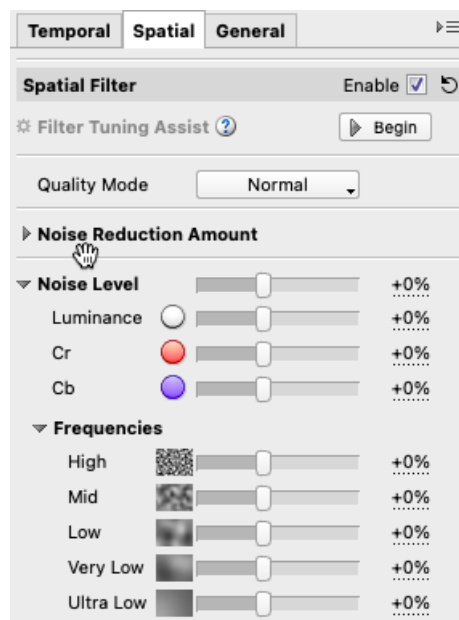 Temporal Spatial General
Spatial Filter Enable
Filter Tuning Assist ? Begin
Quality Mode Normal
Noise Reduction Amount
Noise Level +0%
Luminance +0%
Cr +0%
Cb +0%
Frequencies
High +0%
Mid +0%
Low +0%
Very Low +0%
Ultra Low +0%